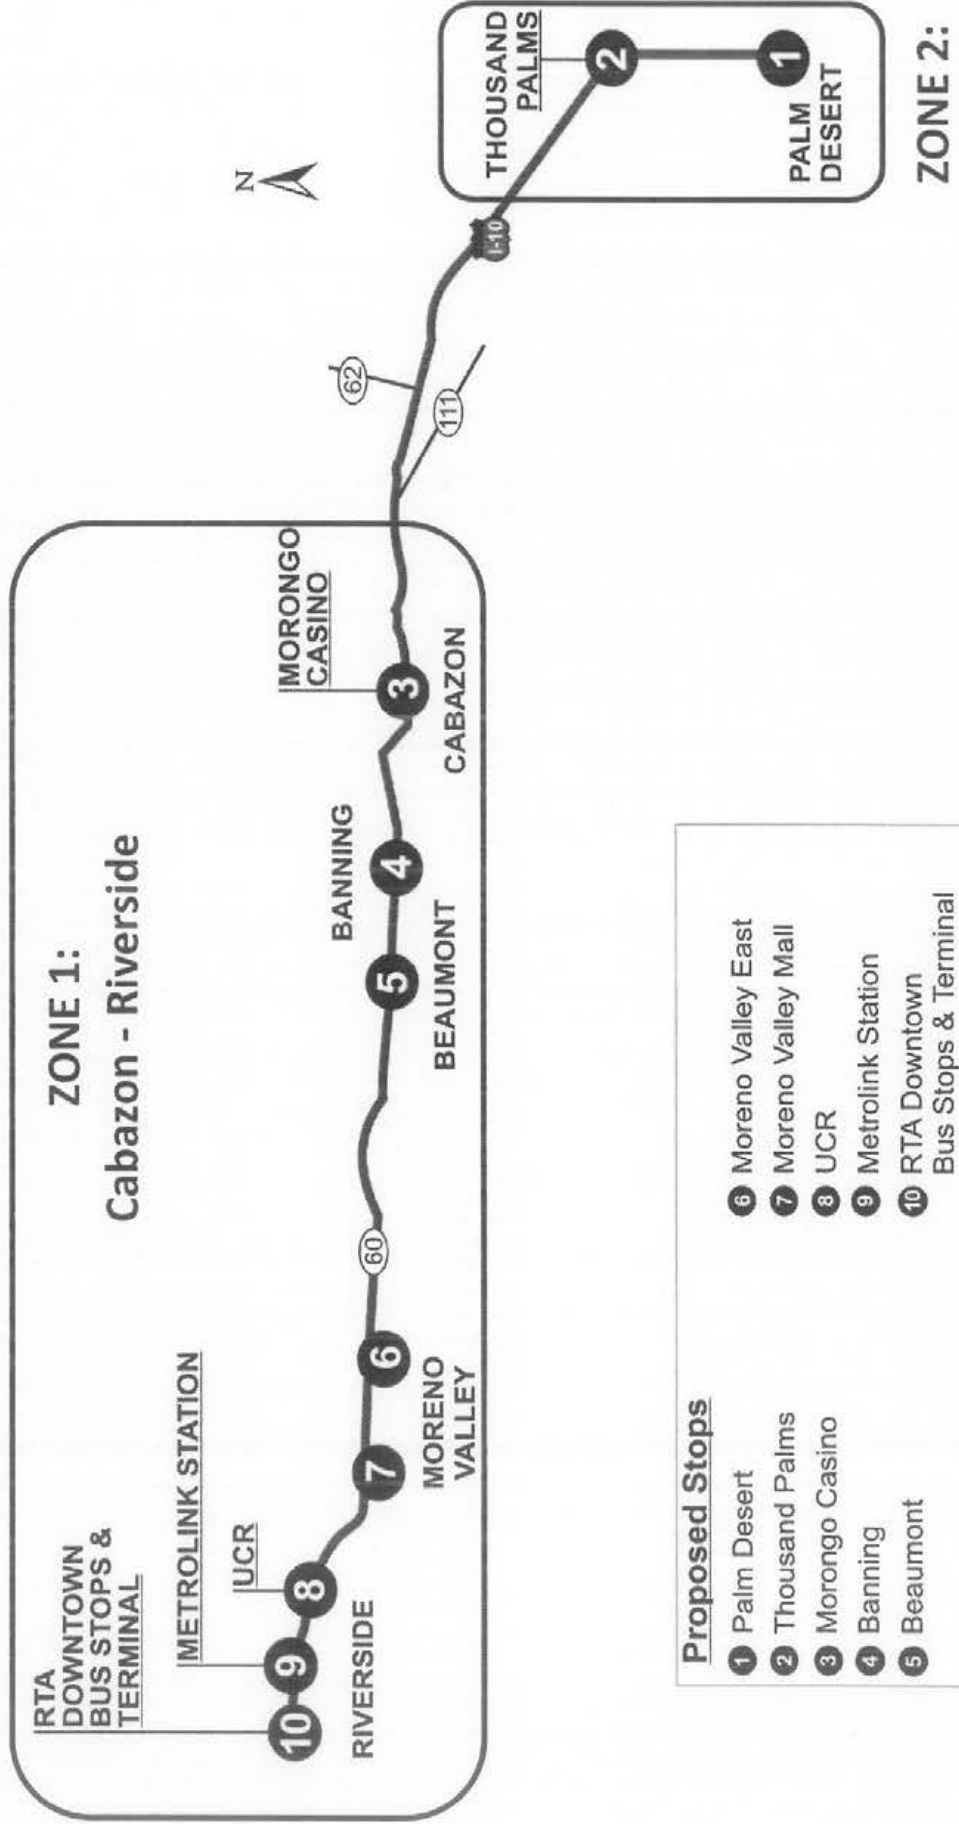 ZONE 1:
Cabazon - Riverside
RTA
DOWNTOWN
BUS STOPS &
TERMINAL
METROLINK STATION
UCR
10
9
8
RIVERSIDE
7
6
MORENO
VALLEY
60
BANNING
5
4
BEAUMONT
MORONGO
CASINO
3
CABAZON
62
111
N
I-10
THOUSAND
PALMS
2
1
PALM
DESERT
ZONE 2:
Proposed Stops
1 Palm Desert
2 Thousand Palms
3 Morongo Casino
4 Banning
5 Beaumont
6 Moreno Valley East
7 Moreno Valley Mall
8 UCR
9 Metrolink Station
10 RTA Downtown
Bus Stops & Terminal